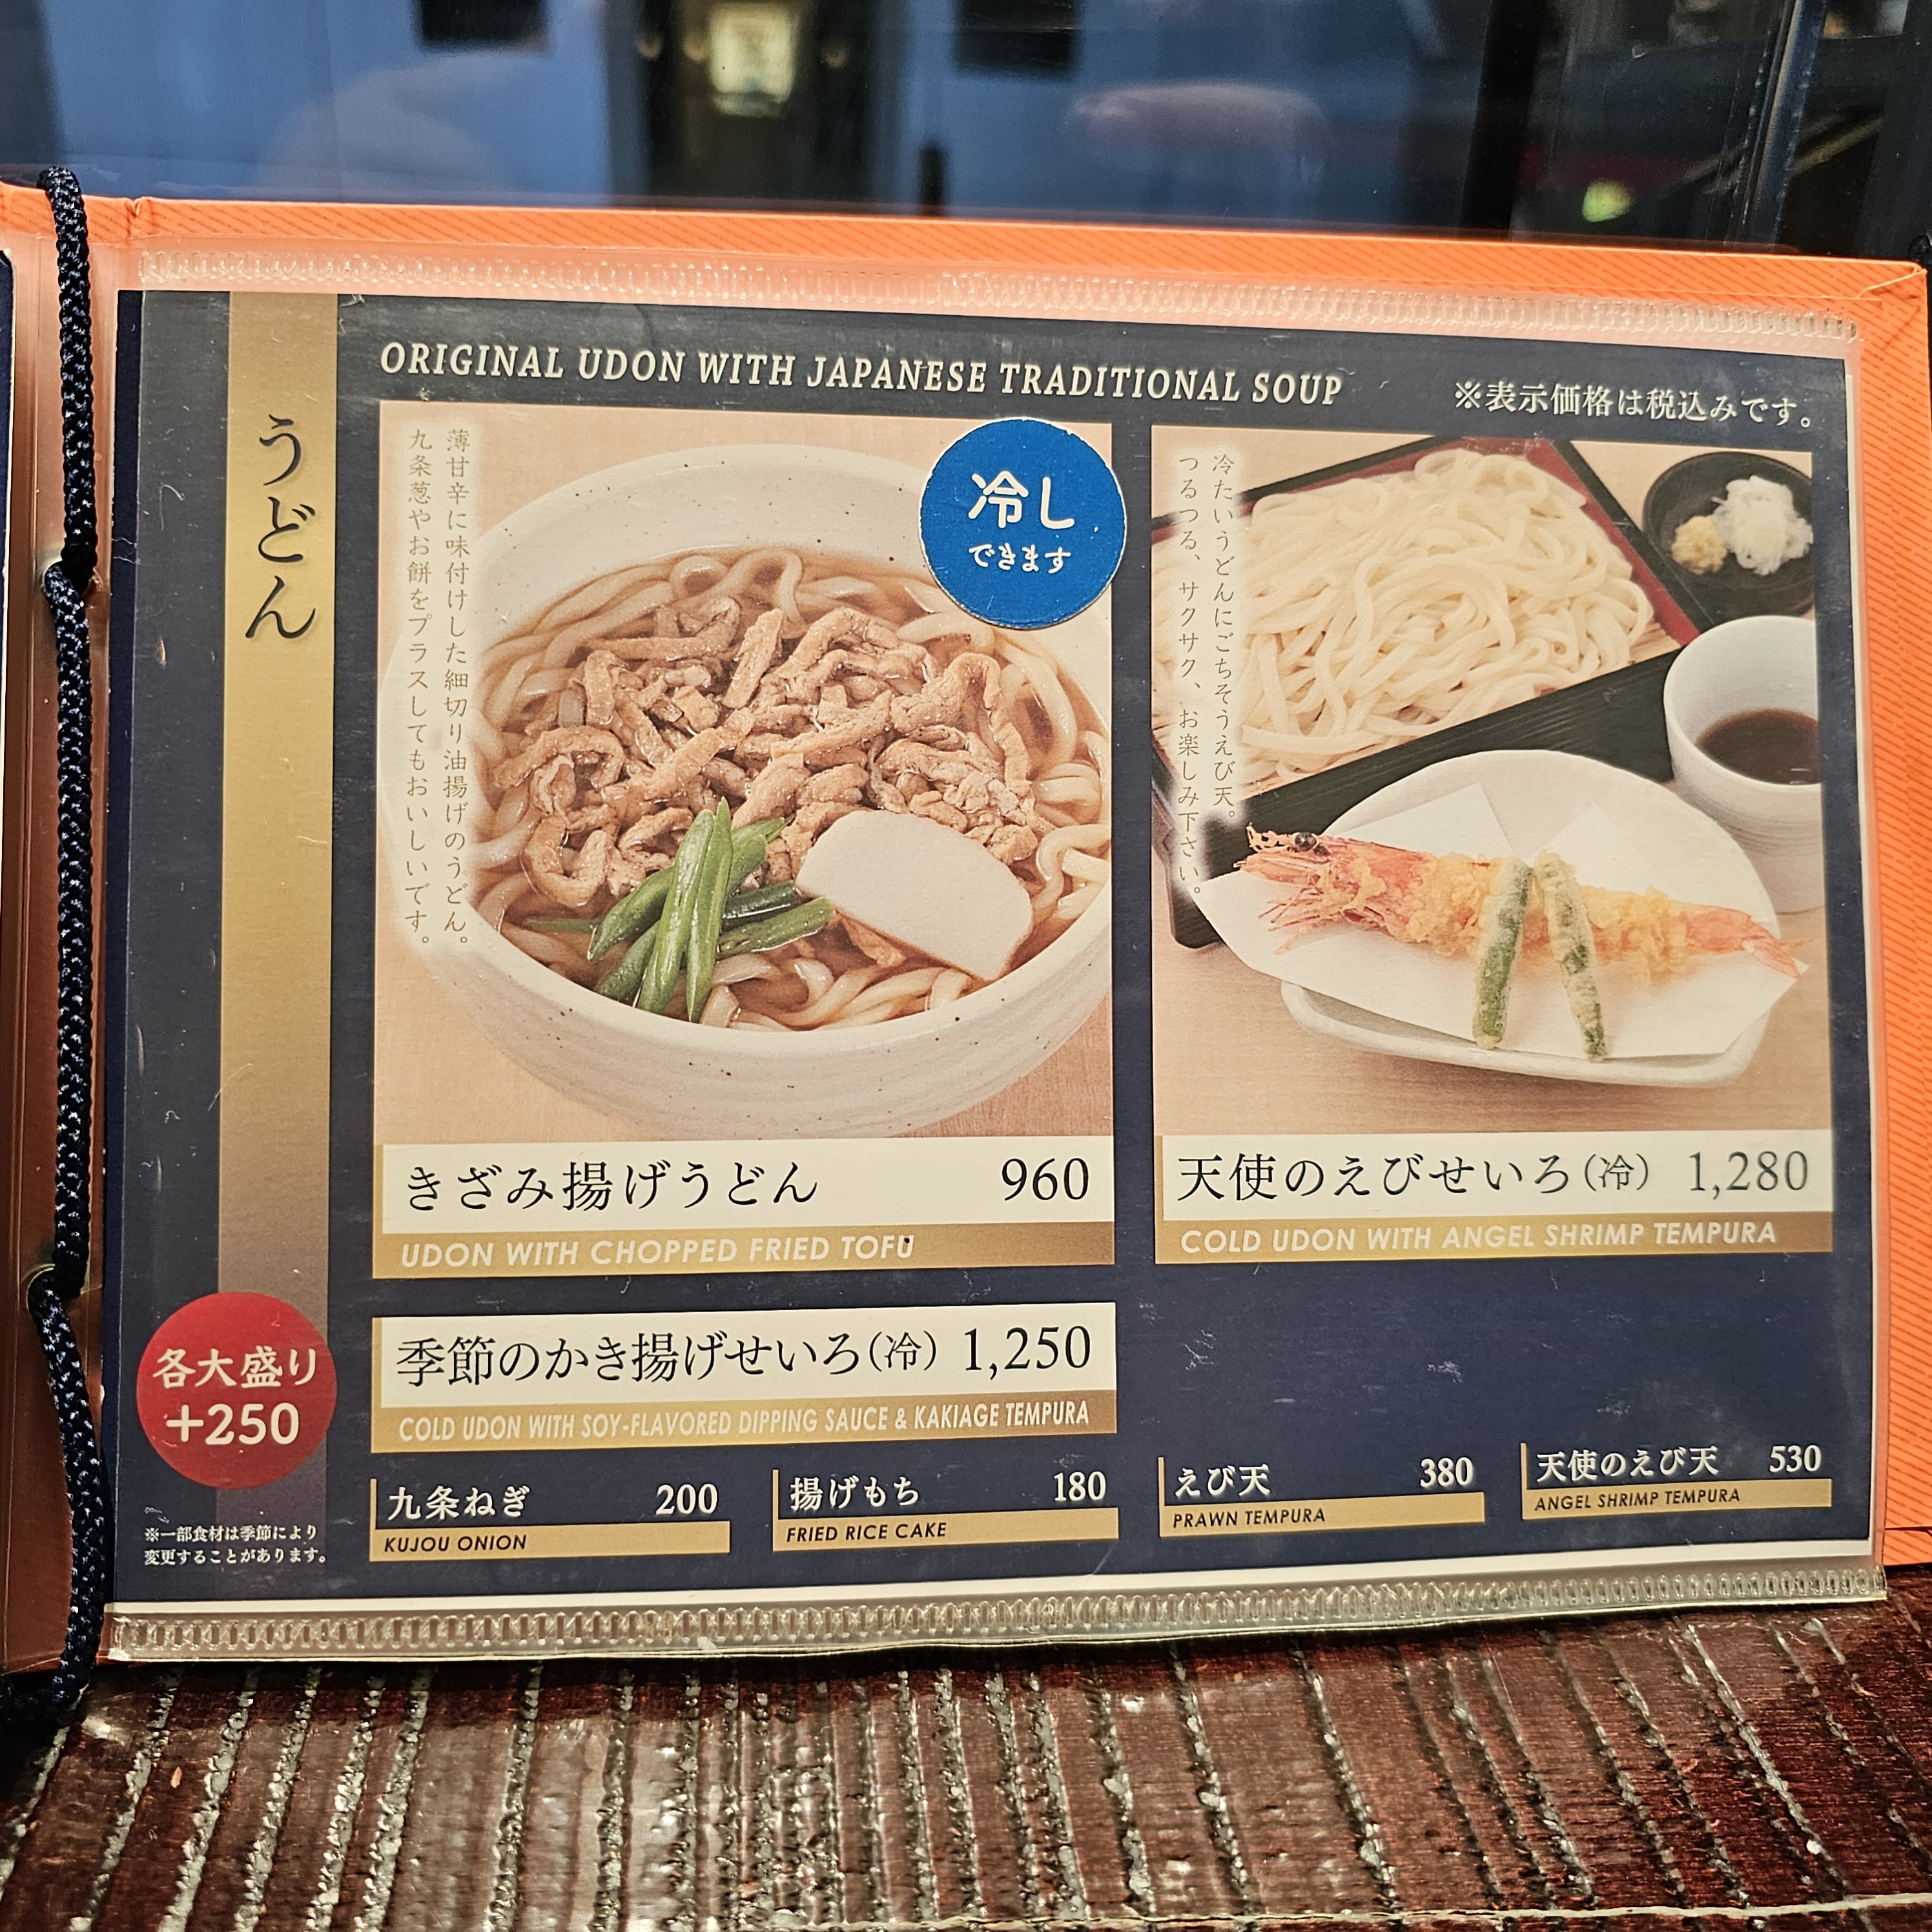 うどん
ORIGINAL UDON WITH JAPANESE TRADITIONAL SOUP
※表示価格は税込みです。
薄甘辛に味付けした細切り油揚げのうどん。
九条葱やお餅をプラスしてもおいしいです。
冷し
できます
冷たいうどんにごちそうえび天。
つるつる、サクサク、お楽しみ下さい。
きざみ揚げうどん 960
UDON WITH CHOPPED FRIED TOFU
天使のえびせいろ(冷) 1,280
COLD UDON WITH ANGEL SHRIMP TEMPURA
季節のかき揚げせいろ(冷) 1,250
COLD UDON WITH SOY-FLAVORED DIPPING SAUCE & KAKIAGE TEMPURA
各大盛り
+250
※一部食材は季節により
変更することがあります。
九条ねぎ 200
KUJOU ONION
揚げもち 180
FRIED RICE CAKE
えび天 380
PRAWN TEMPURA
天使のえび天 530
ANGEL SHRIMP TEMPURA